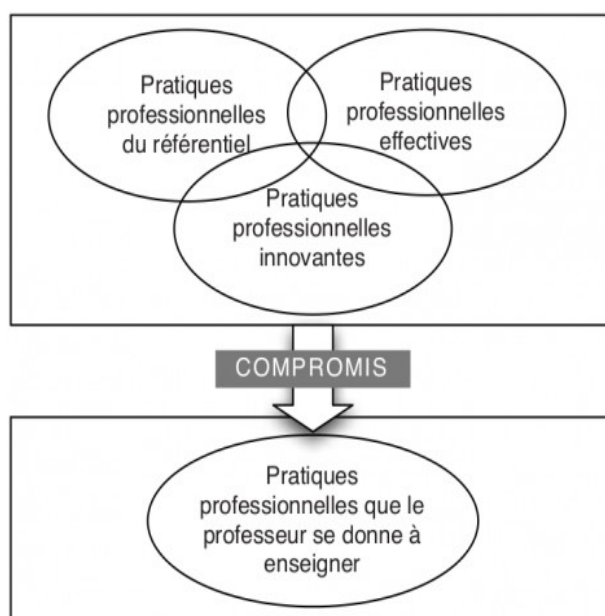 Pratiques
professionnelles
du référentiel
Pratiques
professionnelles
effectives
Pratiques
professionnelles
innovantes
COMPROMIS
Pratiques
professionnelles que le
professeur se donne à
enseigner